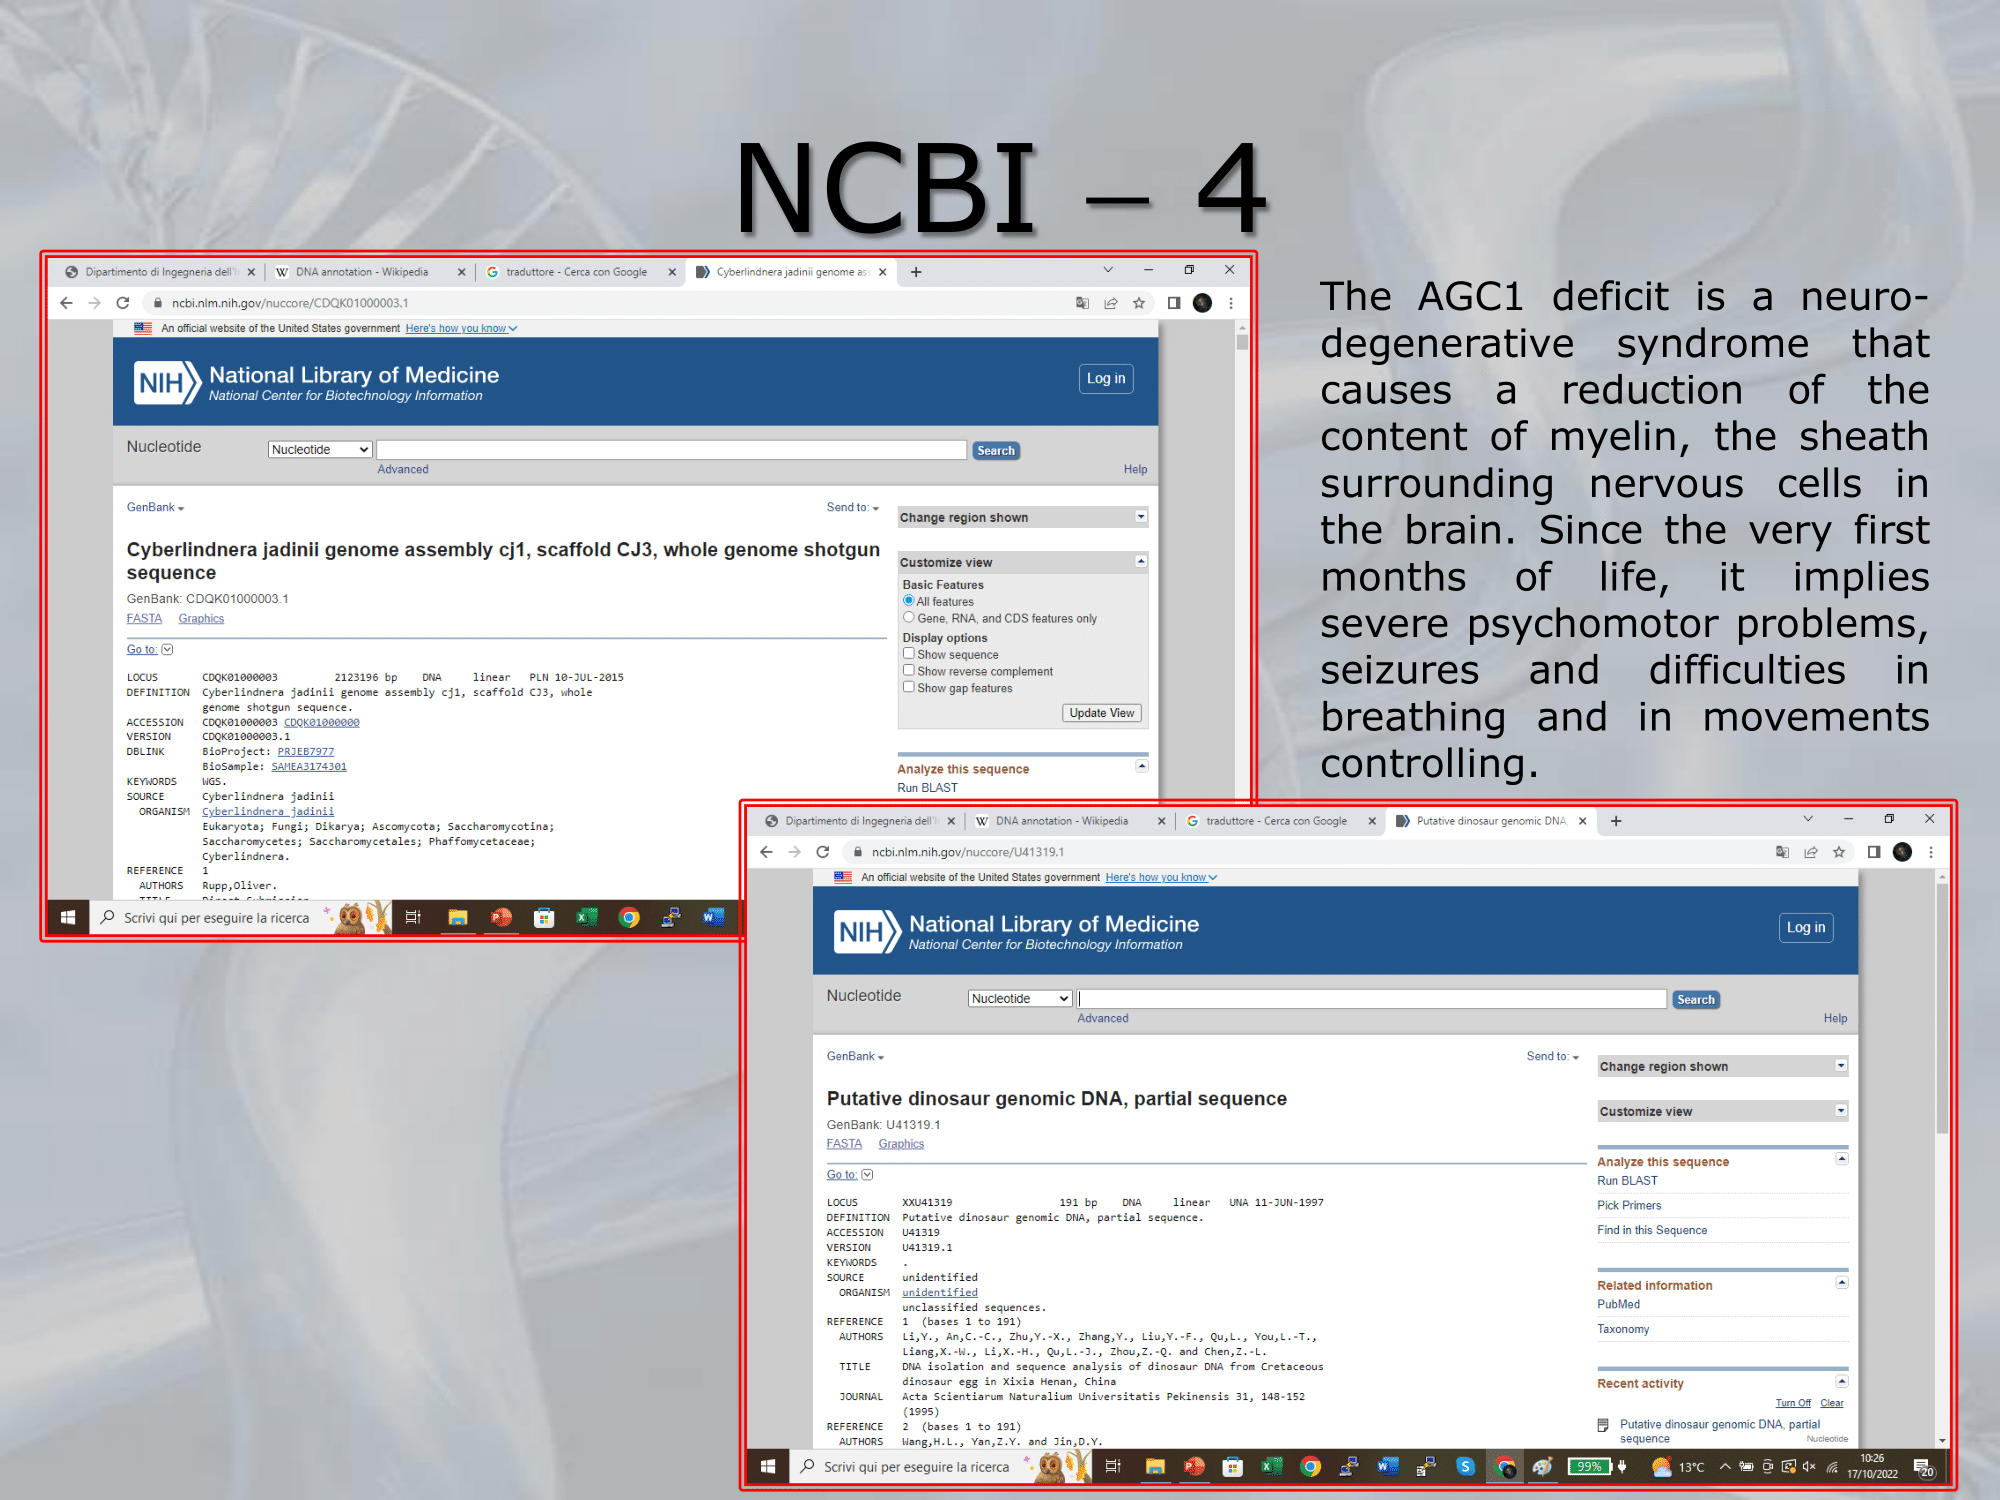 NCBI – 4
Dipartimento di Ingegneria dell'I
DNA annotation - Wikipedia
traduttore - Cerca con Google
Cyberlindnera jadinii genome as
ncbi.nlm.nih.gov/nuccore/CDQK01000003.1
An official website of the United States government Here's how you know
NIH National Library of Medicine
National Center for Biotechnology Information
Log in
Nucleotide
Nucleotide
Search
Advanced
Help
GenBank
Send to:
Cyberlindnera jadinii genome assembly cj1, scaffold CJ3, whole genome shotgun
sequence
GenBank: CDQK01000003.1
FASTA Graphics
Go to:
LOCUS CDQK01000003 2123196 bp DNA linear PLN 10-JUL-2015
DEFINITION Cyberlindnera jadinii genome assembly cj1, scaffold CJ3, whole
genome shotgun sequence.
ACCESSION CDQK01000003 CDQK01000000
VERSION CDQK01000003.1
DBLINK BioProject: PRJEB7977
BioSample: SAMEA3174301
KEYWORDS WGS.
SOURCE Cyberlindnera jadinii
ORGANISM Cyberlindnera jadinii
Eukaryota; Fungi; Dikarya; Ascomycota; Saccharomycotina;
Saccharomycetes; Saccharomycetales; Phaffomycetaceae;
Cyberlindnera.
REFERENCE 1
AUTHORS Rupp,Oliver.
TITLE Direct Submission
Change region shown
Customize view
Basic Features
All features
Gene, RNA, and CDS features only
Display options
Show sequence
Show reverse complement
Show gap features
Update View
Analyze this sequence
Run BLAST
Scrivi qui per eseguire la ricerca
The AGC1 deficit is a neuro-
degenerative syndrome that
causes a reduction of the
content of myelin, the sheath
surrounding nervous cells in
the brain. Since the very first
months of life, it implies
severe psychomotor problems,
seizures and difficulties in
breathing and in movements
controlling.
Dipartimento di Ingegneria dell'I
DNA annotation - Wikipedia
traduttore - Cerca con Google
Putative dinosaur genomic DNA,
ncbi.nlm.nih.gov/nuccore/U41319.1
An official website of the United States government Here's how you know
NIH National Library of Medicine
National Center for Biotechnology Information
Log in
Nucleotide
Nucleotide
Search
Advanced
Help
GenBank
Send to:
Putative dinosaur genomic DNA, partial sequence
GenBank: U41319.1
FASTA Graphics
Go to:
LOCUS XXU41319 191 bp DNA linear UNA 11-JUN-1997
DEFINITION Putative dinosaur genomic DNA, partial sequence.
ACCESSION U41319
VERSION U41319.1
KEYWORDS .
SOURCE unidentified
ORGANISM unidentified
unclassified sequences.
REFERENCE 1 (bases 1 to 191)
AUTHORS Li,Y., An,C.-C., Zhu,Y.-X., Zhang,Y., Liu,Y.-F., Qu,L., You,L.-T.,
Liang,X.-W., Li,X.-H., Qu,L.-J., Zhou,Z.-Q. and Chen,Z.-L.
TITLE DNA isolation and sequence analysis of dinosaur DNA from Cretaceous
dinosaur egg in Xixia Henan, China
JOURNAL Acta Scientiarum Naturalium Universitatis Pekinensis 31, 148-152
(1995)
REFERENCE 2 (bases 1 to 191)
AUTHORS Wang,H.L., Yan,Z.Y. and Jin,D.Y.
Change region shown
Customize view
Analyze this sequence
Run BLAST
Pick Primers
Find in this Sequence
Related information
PubMed
Taxonomy
Recent activity
Turn Off Clear
Putative dinosaur genomic DNA, partial
sequence
Nucleotide
Scrivi qui per eseguire la ricerca
99%
13°C
10:26
17/10/2022
20